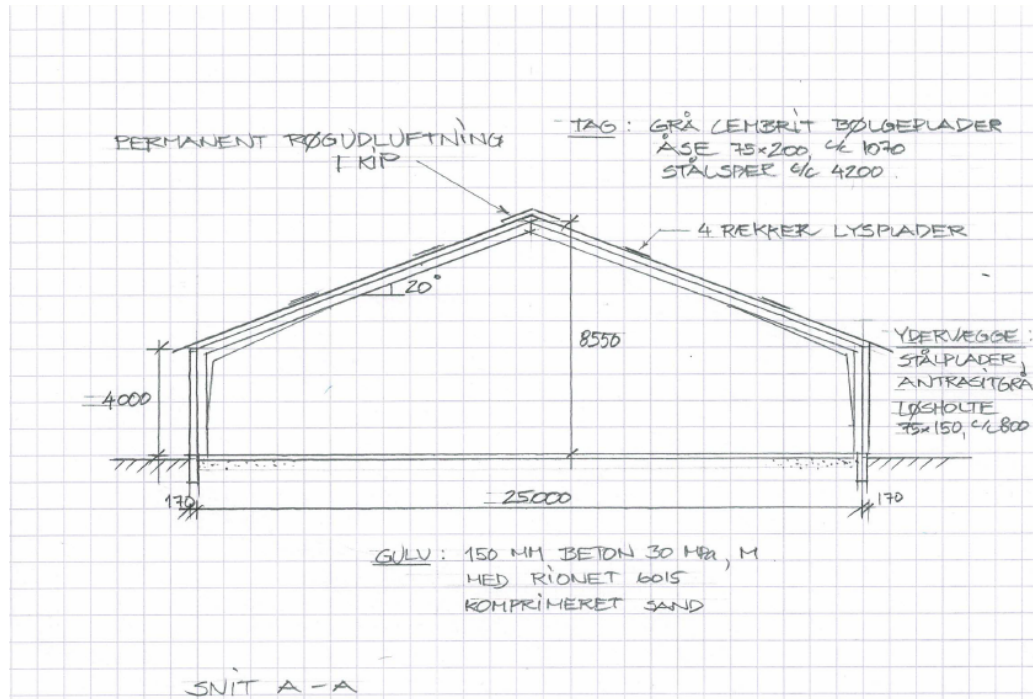 PERMANENT RØGUDLUFTNING
I KIP
TAG: GRÅ CEMBRIT BØLGEPLADER
ÅSE 75×200, c/c 1070
STÅLSPÆR c/c 4200.
4 RÆKKER LYSPLADER
20°
8550
YDERVÆGGE:
STÅLPLADER,
ANTRASITGRÅ
LØSHOLTE
75×150, c/c 800
4000
170
25.000
170
GULV: 150 MM BETON 30 MPa, M
MED RIONET 6015
KOMPRIMERET SAND
SNIT A-A